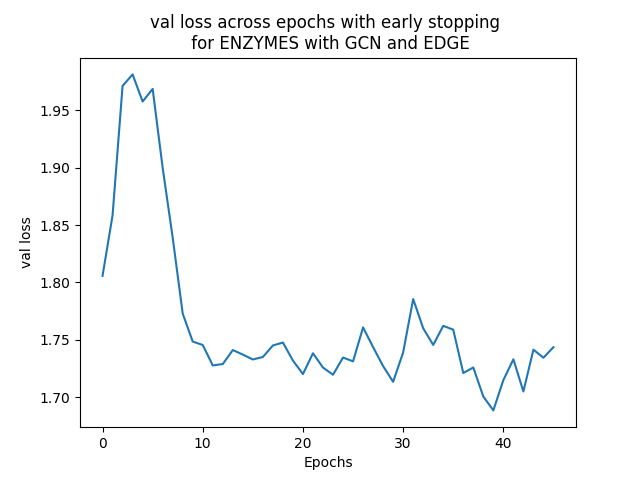 val loss across epochs with early stopping
for ENZYMES with GCN and EDGE
1.95
1.90
1.85
1.80
1.75
1.70
val loss
0 10 20 30 40
Epochs